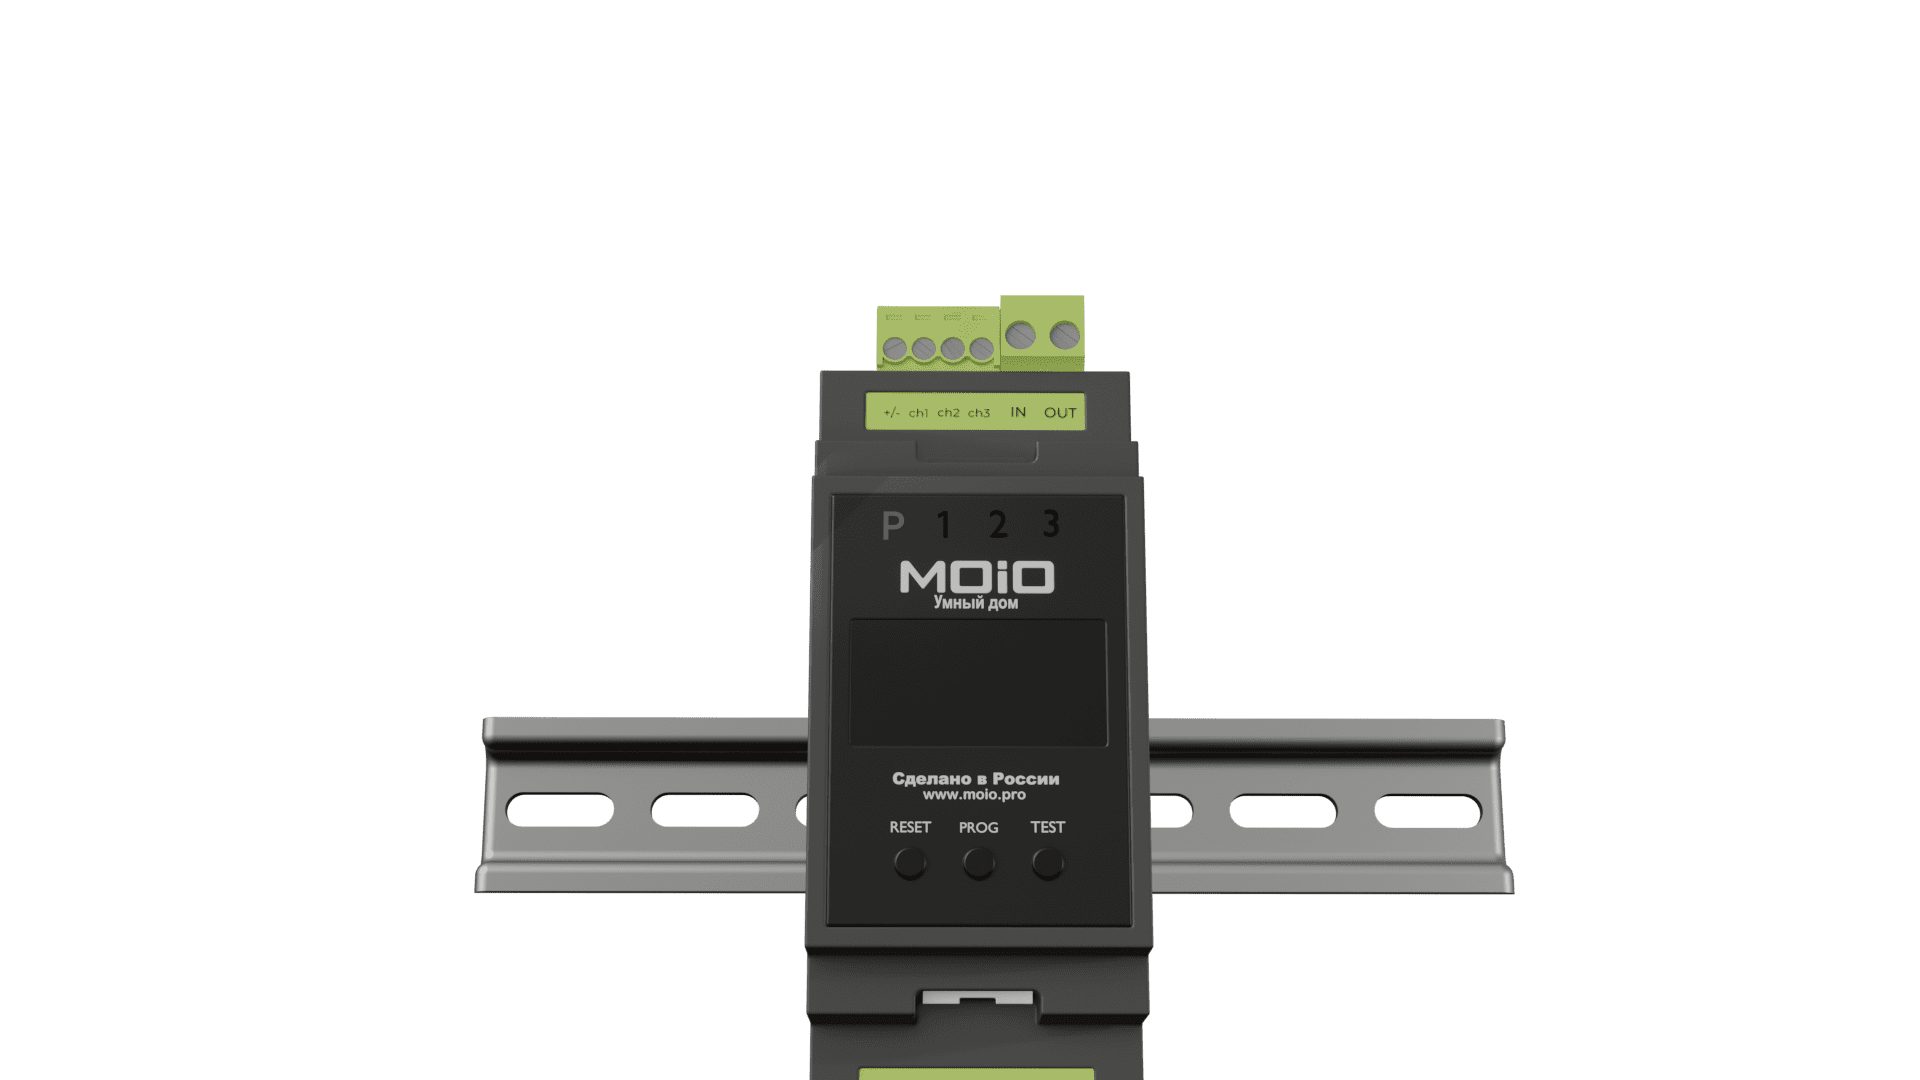 +/- ch1 ch2 ch3 IN OUT
P 1 2 3
MOiO
Умный дом
Сделано в России
www.moio.pro
RESET PROG TEST